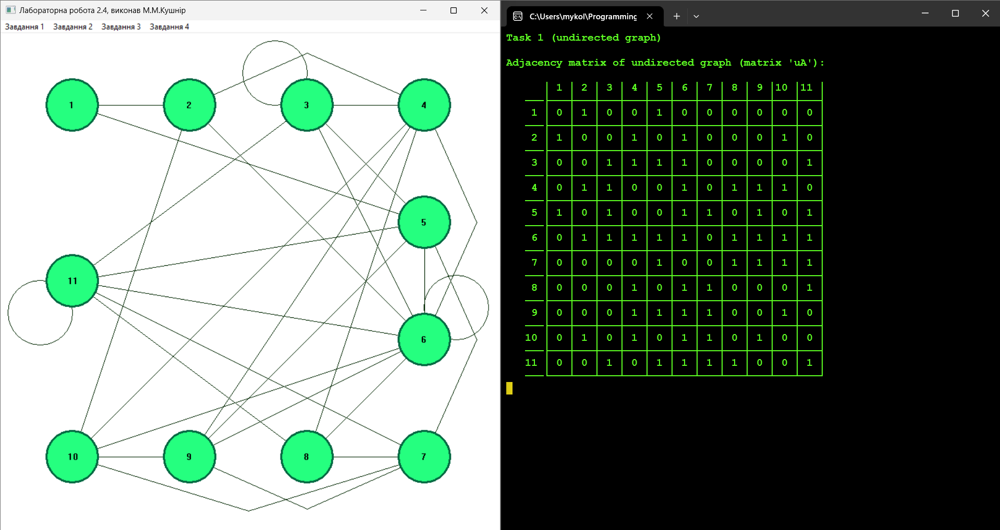 Лабораторна робота 2.4, виконав М.М.Кушнір
Завдання 1 Завдання 2 Завдання 3 Завдання 4
1 2 3 4
5
11
6
10 9 8 7
C:\Users\mykol\Programming
Task 1 (undirected graph)
Adjacency matrix of undirected graph (matrix 'uA'):
1 2 3 4 5 6 7 8 9 10 11
1 0 1 0 0 1 0 0 0 0 0 0
2 1 0 0 1 0 1 0 0 0 1 0
3 0 0 1 1 1 1 0 0 0 0 1
4 0 1 1 0 0 1 0 1 1 1 0
5 1 0 1 0 0 1 1 0 1 0 1
6 0 1 1 1 1 1 0 1 1 1 1
7 0 0 0 0 1 0 0 1 1 1 1
8 0 0 0 1 0 1 1 0 0 0 1
9 0 0 0 1 1 1 1 0 0 1 0
10 0 1 0 1 0 1 1 0 1 0 0
11 0 0 1 0 1 1 1 1 0 0 1